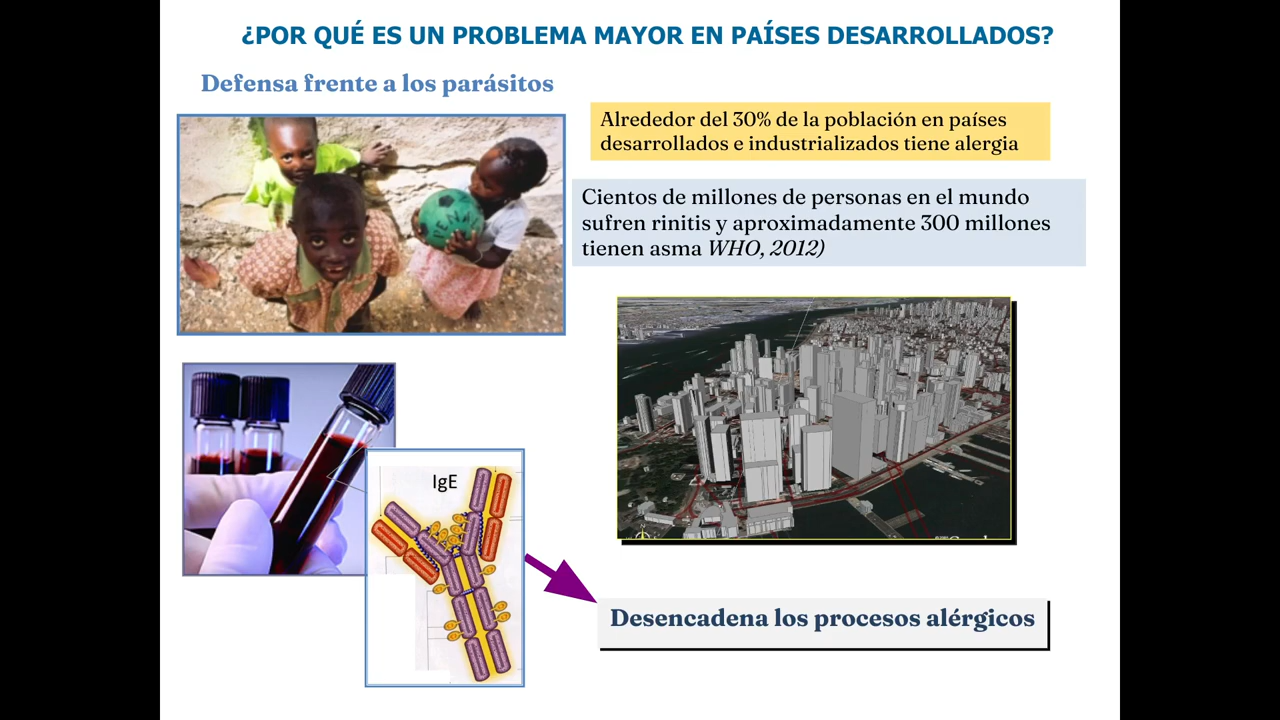 ¿POR QUÉ ES UN PROBLEMA MAYOR EN PAÍSES DESARROLLADOS?
Defensa frente a los parásitos
Alrededor del 30% de la población en países
desarrollados e industrializados tiene alergia
Cientos de millones de personas en el mundo
sufren rinitis y aproximadamente 300 millones
tienen asma WHO, 2012)
IgE
Desencadena los procesos alérgicos